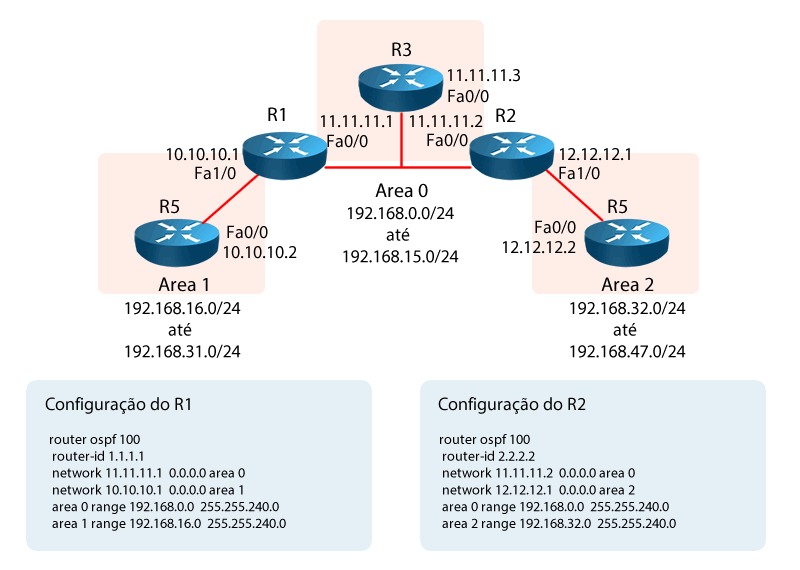 R3
11.11.11.3
Fa0/0
R1
11.11.11.1
Fa0/0
11.11.11.2
Fa0/0
R2
10.10.10.1
Fa1/0
12.12.12.1
Fa1/0
Area 0
192.168.0.0/24
até
192.168.15.0/24
R5
Fa0/0
10.10.10.2
R5
Fa0/0
12.12.12.2
Area 1
192.168.16.0/24
até
192.168.31.0/24
Area 2
192.168.32.0/24
até
192.168.47.0/24
Configuração do R1
router ospf 100
router-id 1.1.1.1
network 11.11.11.1 0.0.0.0 area 0
network 10.10.10.1 0.0.0.0 area 1
area 0 range 192.168.0.0 255.255.240.0
area 1 range 192.168.16.0 255.255.240.0
Configuração do R2
router ospf 100
router-id 2.2.2.2
network 11.11.11.2 0.0.0.0 area 0
network 12.12.12.1 0.0.0.0 area 2
area 0 range 192.168.0.0 255.255.240.0
area 2 range 192.168.32.0 255.255.240.0